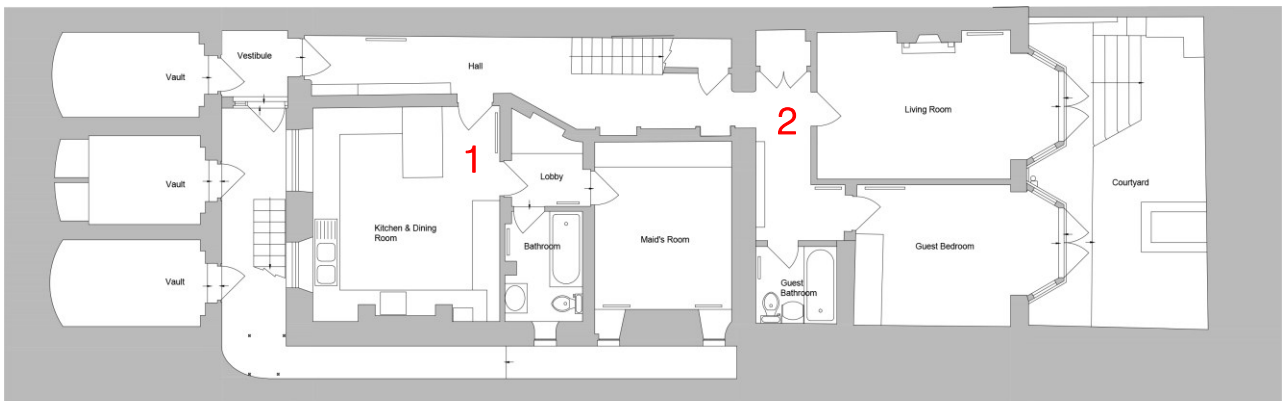 Vestibule
Vault
Hall
Living Room
1
2
Vault
Lobby
Courtyard
Kitchen & Dining
Room
Bathroom
Maid's Room
Guest Bedroom
Vault
Guest
Bathroom